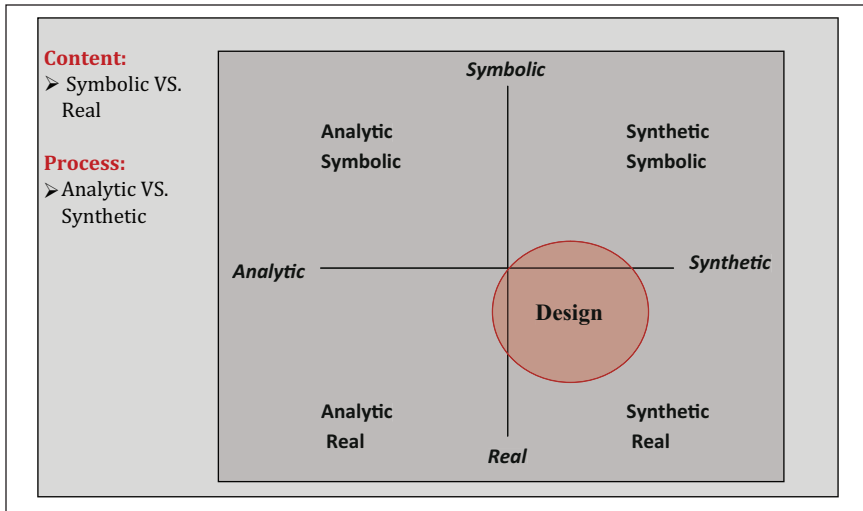 Content:
➢ Symbolic VS.
Real
Process:
➢ Analytic VS.
Synthetic
Symbolic
Analytic
Symbolic
Synthetic
Symbolic
Analytic
Synthetic
Design
Analytic
Real
Synthetic
Real
Real